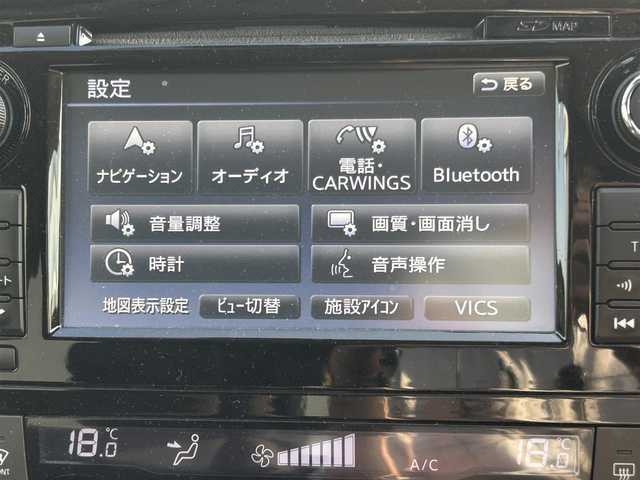 SD MAP
設定
戻る
ナビゲーション
オーディオ
電話・
CARWINGS
Bluetooth
音量調整
画質・画面消し
時計
音声操作
地図表示設定
ビュー切替
施設アイコン
VICS
18.0℃
A/C
18.0℃